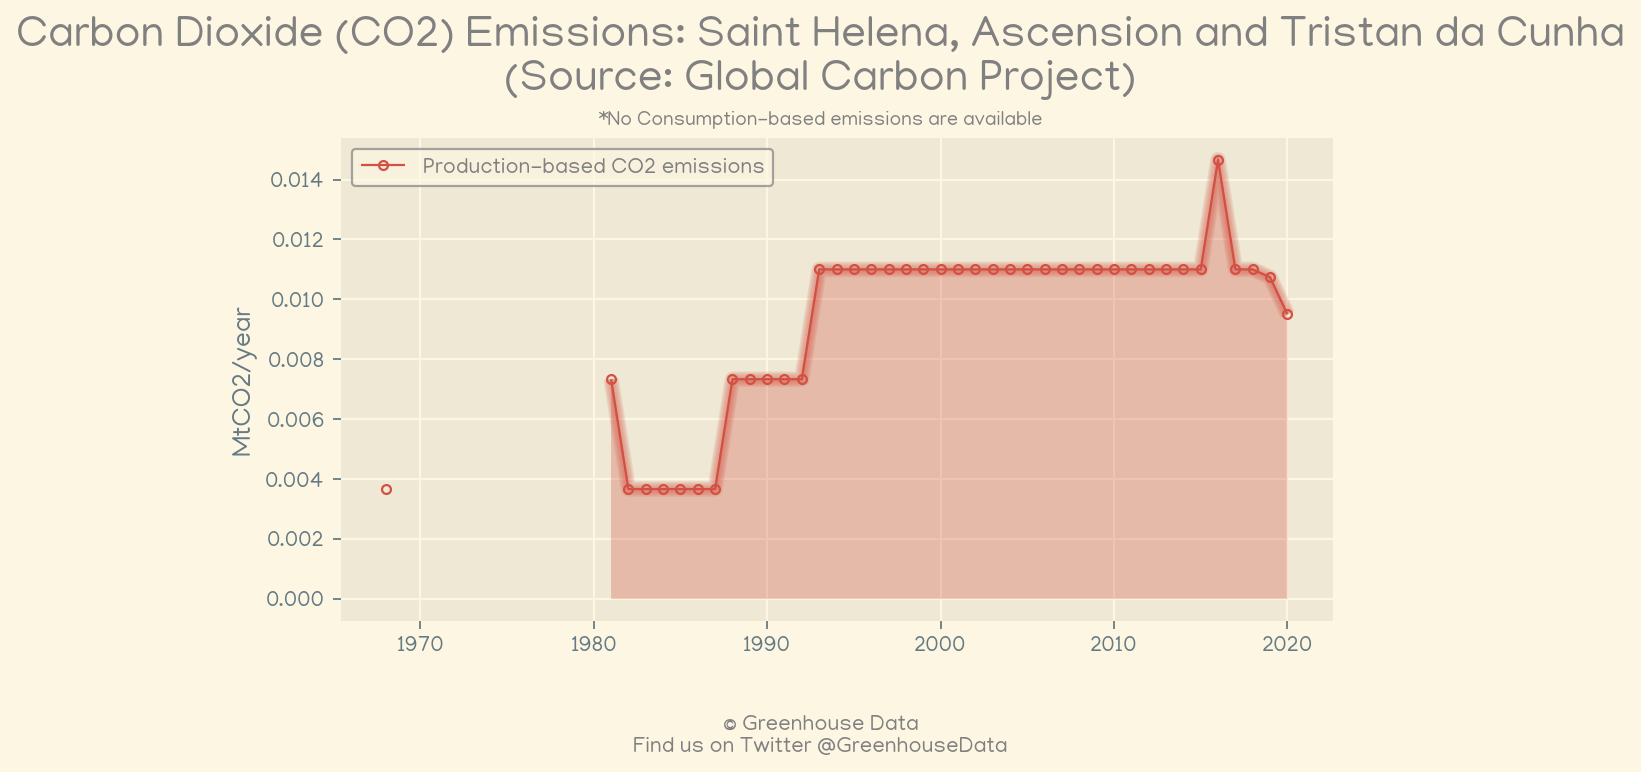 Carbon Dioxide (CO2) Emissions: Saint Helena, Ascension and Tristan da Cunha
(Source: Global Carbon Project)
*No Consumption-based emissions are available
Production-based CO2 emissions
MtCO2/year
0.014
0.012
0.010
0.008
0.006
0.004
0.002
0.000
1970 1980 1990 2000 2010 2020
© Greenhouse Data
Find us on Twitter @GreenhouseData